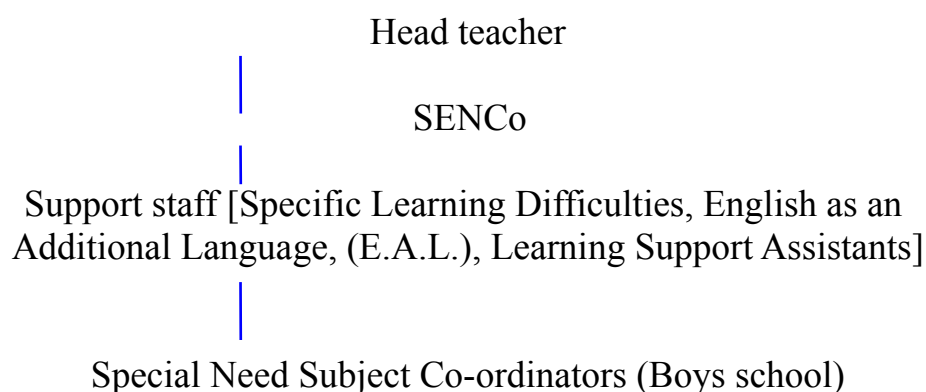 Head teacher
SENCo
Support staff [Specific Learning Difficulties, English as an
Additional Language, (E.A.L.), Learning Support Assistants]
Special Need Subject Co-ordinators (Boys school)